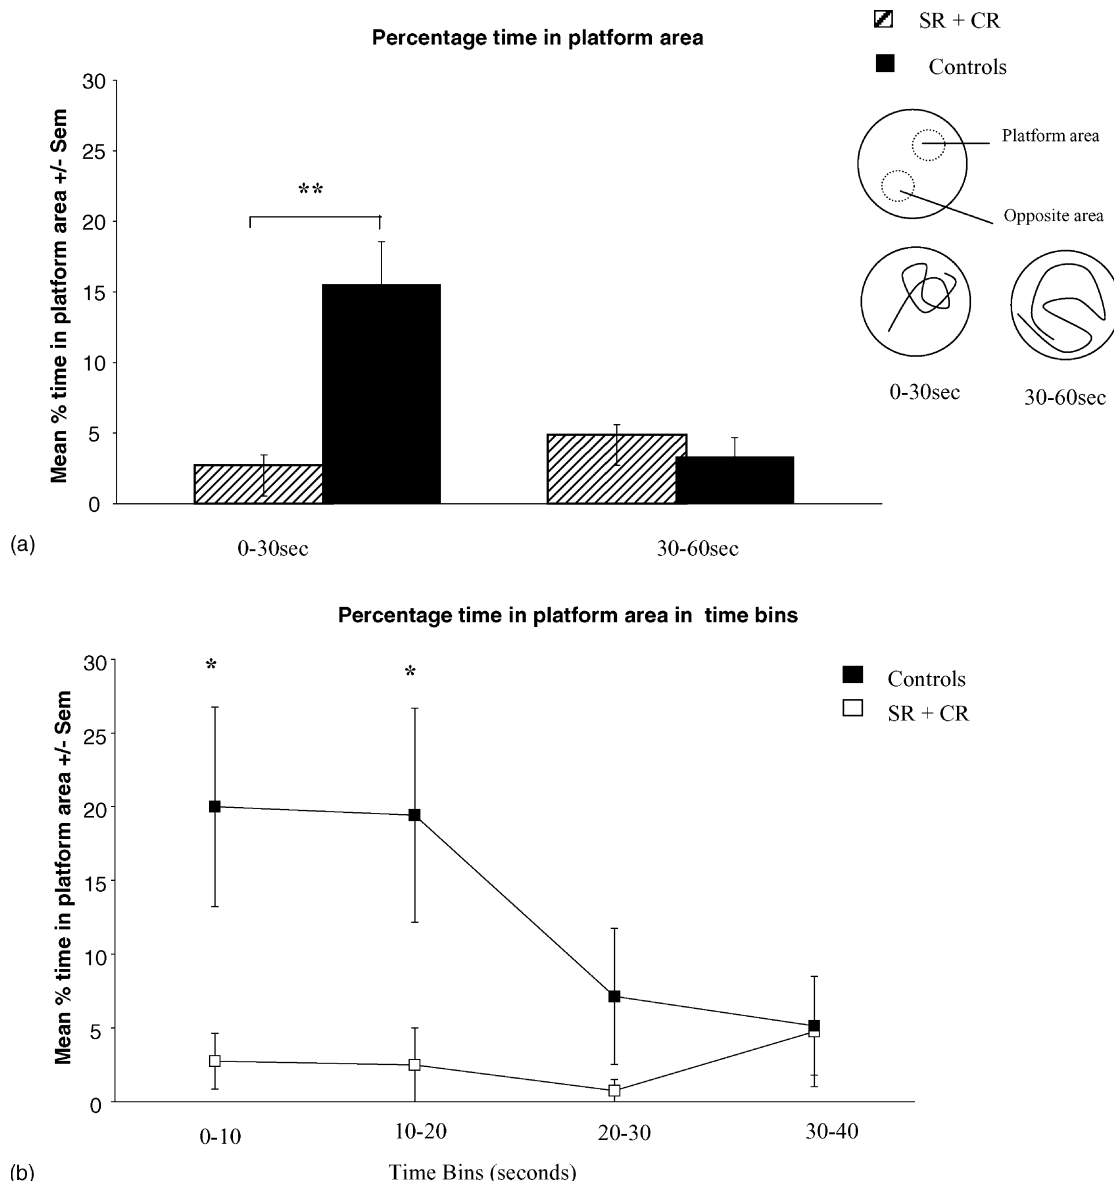 Percentage time in platform area
SR + CR
Controls
Mean % time in platform area +/- Sem
30
25
20
15
10
5
0
**
Platform area
Opposite area
0-30sec
30-60sec
(a)
0-30sec
30-60sec
Percentage time in platform area in time bins
Controls
SR + CR
Mean % time in platform area +/- Sem
30
25
20
15
10
5
0
*
*
0-10
10-20
20-30
30-40
(b)
Time Bins (seconds)